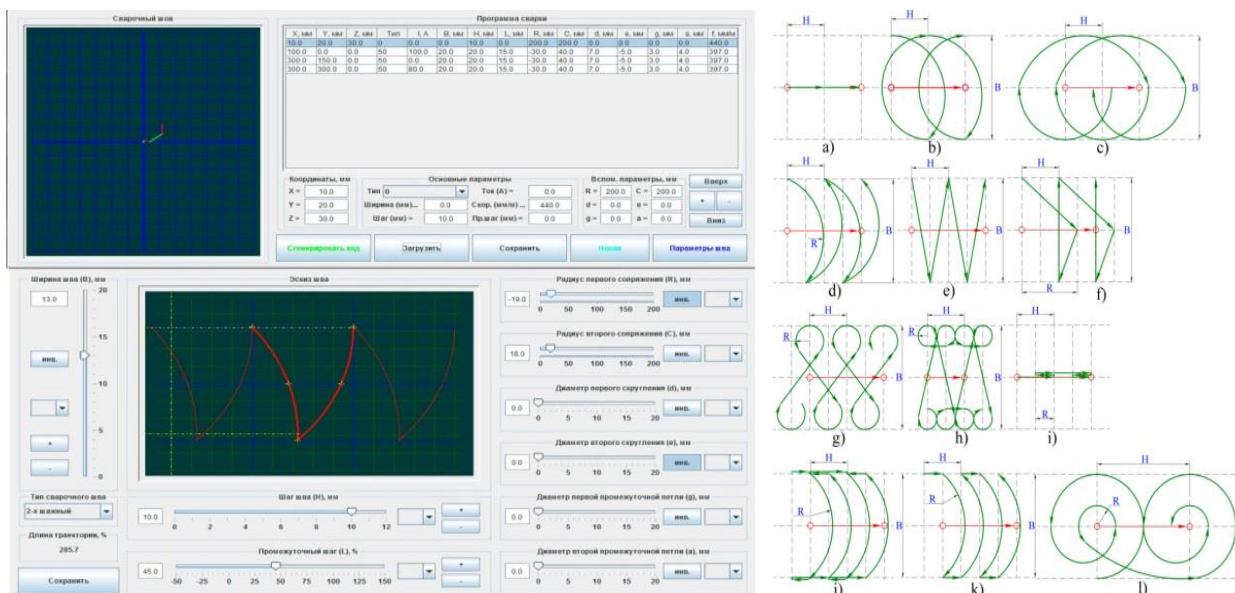 Сварочный шов
Программа сварки
X, мм Y, мм Z, мм Тип I, А B, мм H, мм L, мм R, мм C, мм d, мм e, мм g, мм a, мм f, мм/м
10.0 20.0 30.0 0 0.0 0.0 10.0 0.0 200.0 200.0 0.0 0.0 0.0 0.0 440.0
100.0 0.0 0.0 50 100.0 20.0 20.0 15.0 -30.0 40.0 7.0 -5.0 3.0 4.0 397.0
300.0 150.0 0.0 50 0.0 20.0 20.0 15.0 -30.0 40.0 7.0 -5.0 3.0 4.0 397.0
300.0 300.0 0.0 50 80.0 20.0 20.0 15.0 -30.0 40.0 7.0 -5.0 3.0 4.0 397.0
Координаты, мм
X = 10.0
Y = 20.0
Z = 30.0
Основные параметры
Тип 0 Ток (А) = 0.0
Ширина (мм)... 0.0 Скор. (мм/м) ... 440.0
Шаг (мм) = 10.0 Пр.шаг (мм) = 0.0
Вспом. параметры, мм
R = 200.0 C = 200.0
d = 0.0 e = 0.0
g = 0.0 a = 0.0
Вверх
+ -
Вниз
Сгенерировать код Загрузить Сохранить Новая Параметры шва
Ширина шва (B), мм
13.0
инв.
+
-
20
15
10
5
0
Тип сварочного шва
2-х шажный
Длина траектории, %
285.7
Сохранить
Эскиз шва
Шаг шва (H), мм
10.0
0 2 4 6 8 10 12
+
-
Промежуточный шаг (L), мм
45.0
-50 -25 0 25 50 75 100 125 150
+
-
Радиус первого сопряжения (R), мм
-19.0
0 50 100 150 200
инв.
Радиус второго сопряжения (C), мм
18.0
0 50 100 150 200
инв.
Диаметр первого скругления (d), мм
0.0
0 5 10 15 20
инв.
Диаметр второго скругления (e), мм
0.0
0 5 10 15 20
инв.
Диаметр первой промежуточной петли (g), мм
0.0
0 5 10 15 20
инв.
Диаметр второй промежуточной петли (a), мм
0.0
0 5 10 15 20
инв.
H H H
B B
a) b) c)
H H H
R B B R
d) e) f)
H H H
R R B R
g) h) i)
H H H
R B R B R
j) k) l)